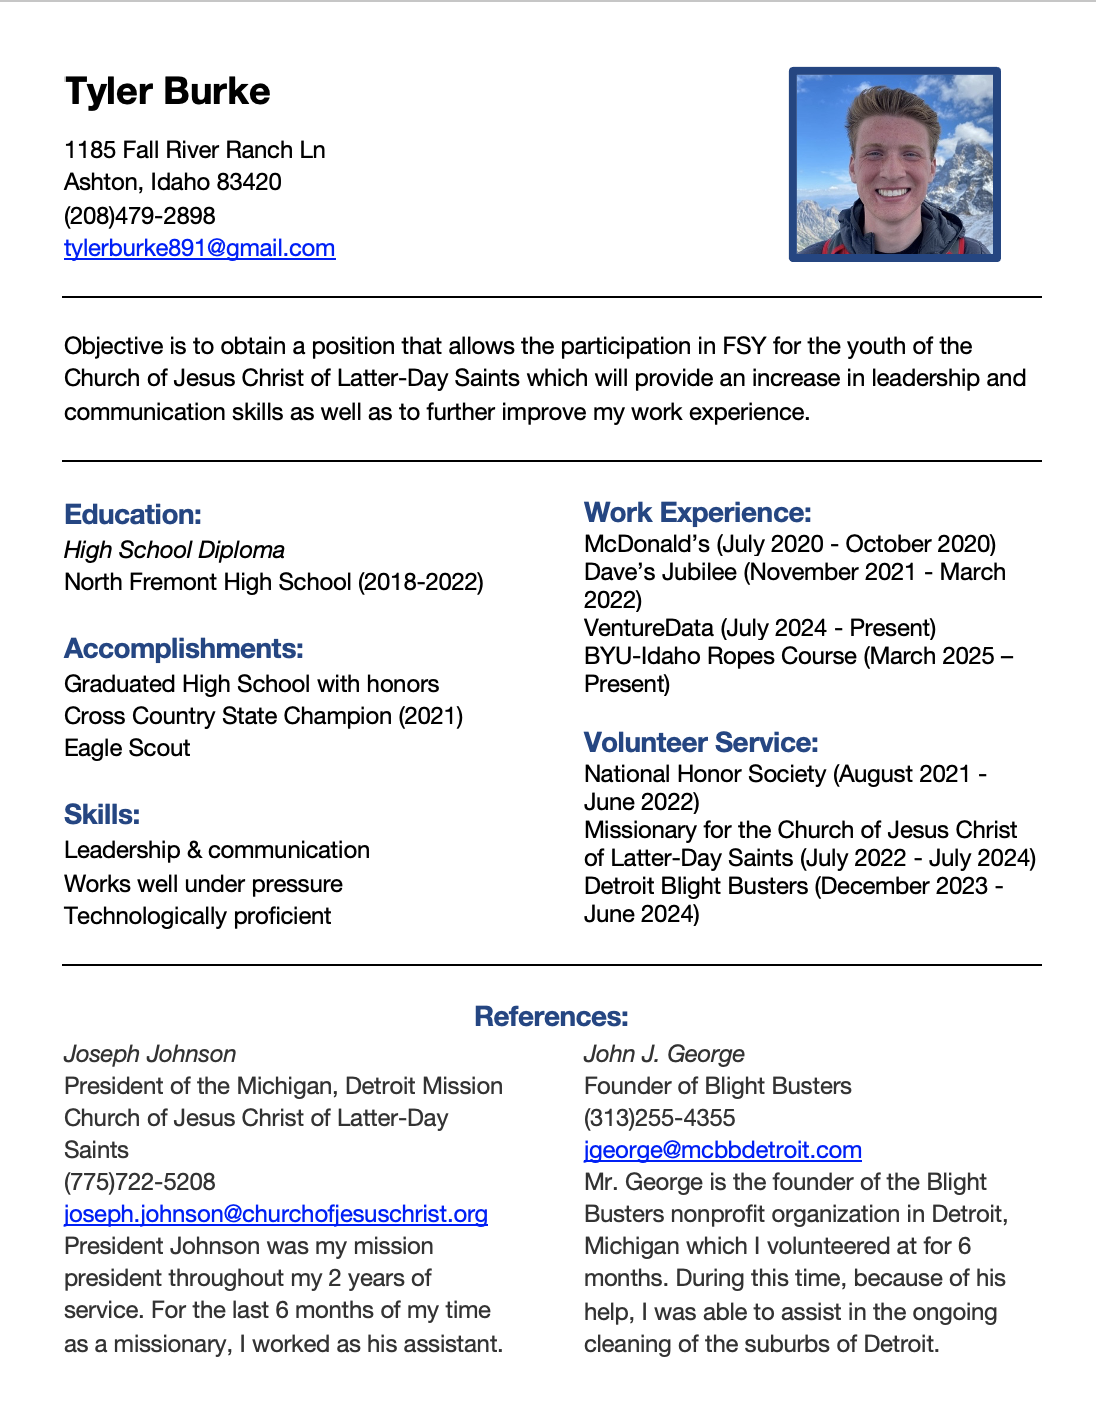 Tyler Burke
1185 Fall River Ranch Ln
Ashton, Idaho 83420
(208)479-2898
tylerburke891@gmail.com
Objective is to obtain a position that allows the participation in FSY for the youth of the
Church of Jesus Christ of Latter-Day Saints which will provide an increase in leadership and
communication skills as well as to further improve my work experience.
Education:
High School Diploma
North Fremont High School (2018-2022)
Accomplishments:
Graduated High School with honors
Cross Country State Champion (2021)
Eagle Scout
Skills:
Leadership & communication
Works well under pressure
Technologically proficient
Work Experience:
McDonald’s (July 2020 - October 2020)
Dave’s Jubilee (November 2021 - March
2022)
VentureData (July 2024 - Present)
BYU-Idaho Ropes Course (March 2025 –
Present)
Volunteer Service:
National Honor Society (August 2021 -
June 2022)
Missionary for the Church of Jesus Christ
of Latter-Day Saints (July 2022 - July 2024)
Detroit Blight Busters (December 2023 -
June 2024)
References:
Joseph Johnson
President of the Michigan, Detroit Mission
Church of Jesus Christ of Latter-Day
Saints
(775)722-5208
joseph.johnson@churchofjesuschrist.org
President Johnson was my mission
president throughout my 2 years of
service. For the last 6 months of my time
as a missionary, I worked as his assistant.
John J. George
Founder of Blight Busters
(313)255-4355
jgeorge@mcbbdetroit.com
Mr. George is the founder of the Blight
Busters nonprofit organization in Detroit,
Michigan which I volunteered at for 6
months. During this time, because of his
help, I was able to assist in the ongoing
cleaning of the suburbs of Detroit.